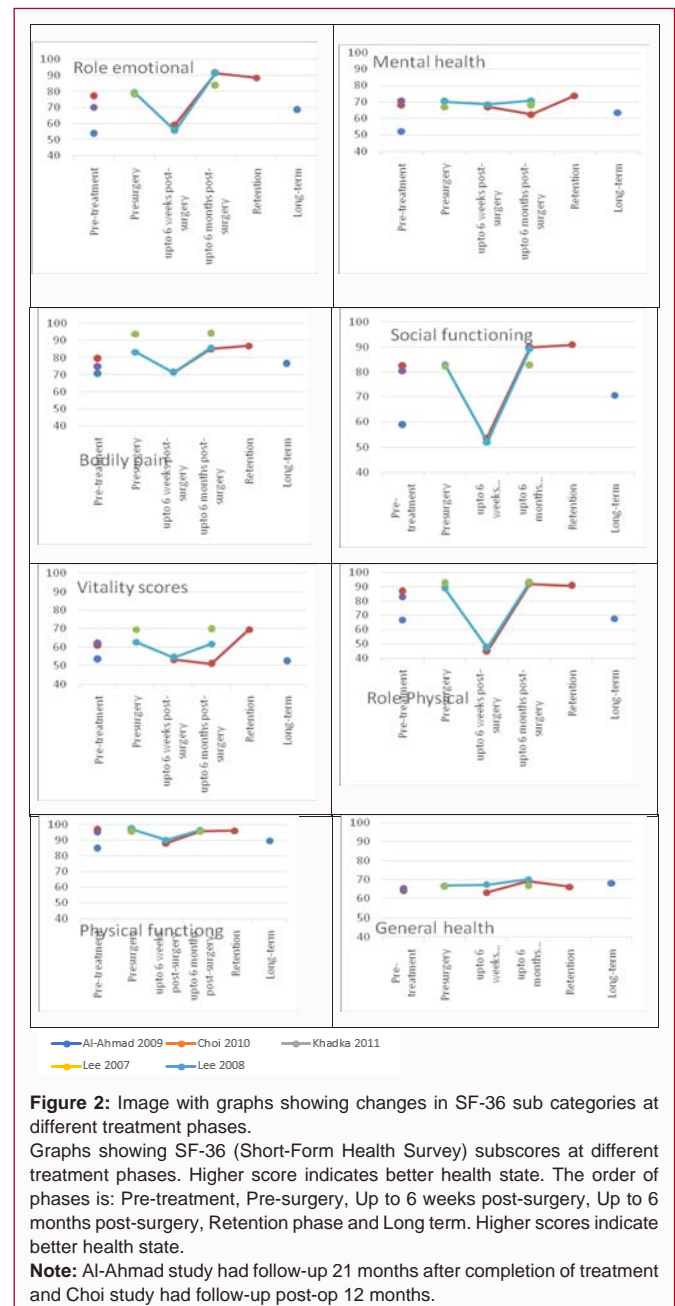 Role emotional
100
90
80
70
60
50
40
Pre-treatment
Presurgery
upto 6 weeks post-
surgery
upto 6 months post-
surgery
Retention
Long-term
Mental health
100
90
80
70
60
50
40
Pre-treatment
Presurgery
upto 6 weeks post-
surgery
upto 6 months post-
surgery
Retention
Long-term
100
90
80
70
60
50
40
Bodily pain
Pre-treatment
Presurgery
upto 6 weeks post-
surgery
upto 6 months post-
surgery
Retention
Long-term
Social functioning
100
90
80
70
60
50
40
Pre-
treatment
Presurgery
upto 6
weeks...
upto 6
months...
Retention
Long-term
Vitality scores
100
90
80
70
60
50
40
Pre-treatment
Presurgery
upto 6 weeks post-
surgery
upto 6 months post-
surgery
Retention
Long-term
100
90
80
70
60
50
40
Role Physical
Pre-treatment
Presurgery
upto 6 weeks post-
surgery
upto 6 months post-
surgery
Retention
Long-term
100
90
80
70
60
50
40
Physical functiong
Pre-treatment
Presurgery
upto 6 weeks
post-surgery
upto 6 months
post-surgery
Retention
Long-term
100
90
80
70
60
50
40
General health
Pre-
treatment
Presurgery
upto 6
weeks...
upto 6
months...
Retention
Long-term
Al-Ahmad 2009 Choi 2010 Khadka 2011
Lee 2007 Lee 2008
Figure 2: Image with graphs showing changes in SF-36 sub categories at
different treatment phases.
Graphs showing SF-36 (Short-Form Health Survey) subscores at different
treatment phases. Higher score indicates better health state. The order of
phases is: Pre-treatment, Pre-surgery, Up to 6 weeks post-surgery, Up to 6
months post-surgery, Retention phase and Long term. Higher scores indicate
better health state.
Note: Al-Ahmad study had follow-up 21 months after completion of treatment
and Choi study had follow-up post-op 12 months.